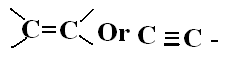 C=C Or C≡C -